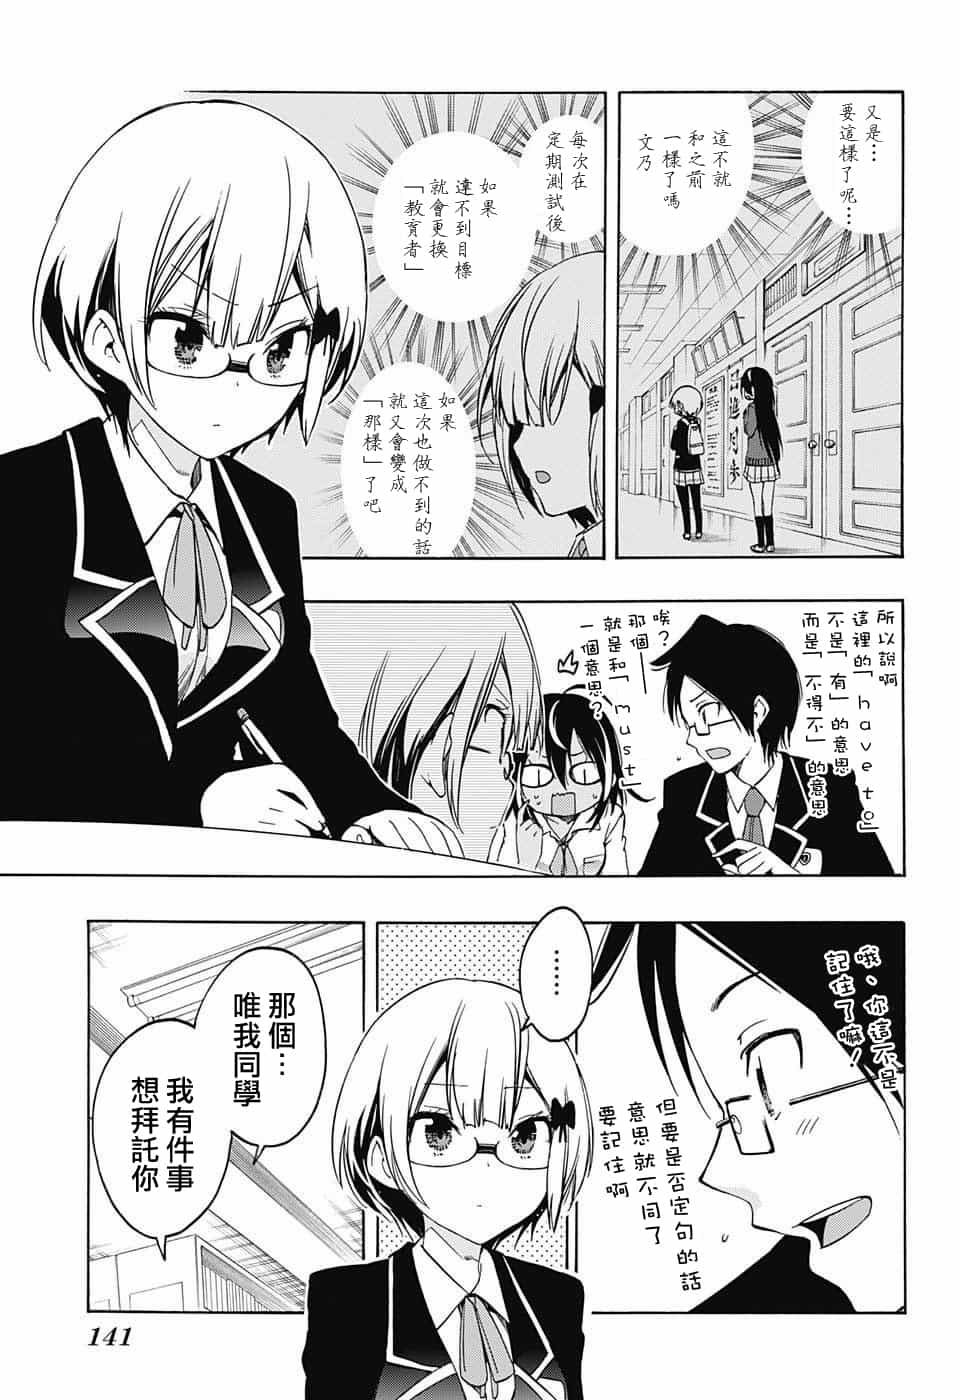 又是…
要這樣了呢…
這不就
和之前
一樣了嗎
文乃
日進月歩
每次在
定期測試後
如果
達不到目標
就會更換
「教育者」
如果
這次也做不到的話
就又會變成
「那樣」了吧
所以說啊
這裡的「have to」
不是「有」的意思
而是「不得不」的意思
唉？
那個——
就是和「must」
一個意思？
哦、你這不是
記住了嘛！
但要是否定句的話
意思就不同了
要記住啊
……
那個…
唯我同學
我有件事
想拜託你
141